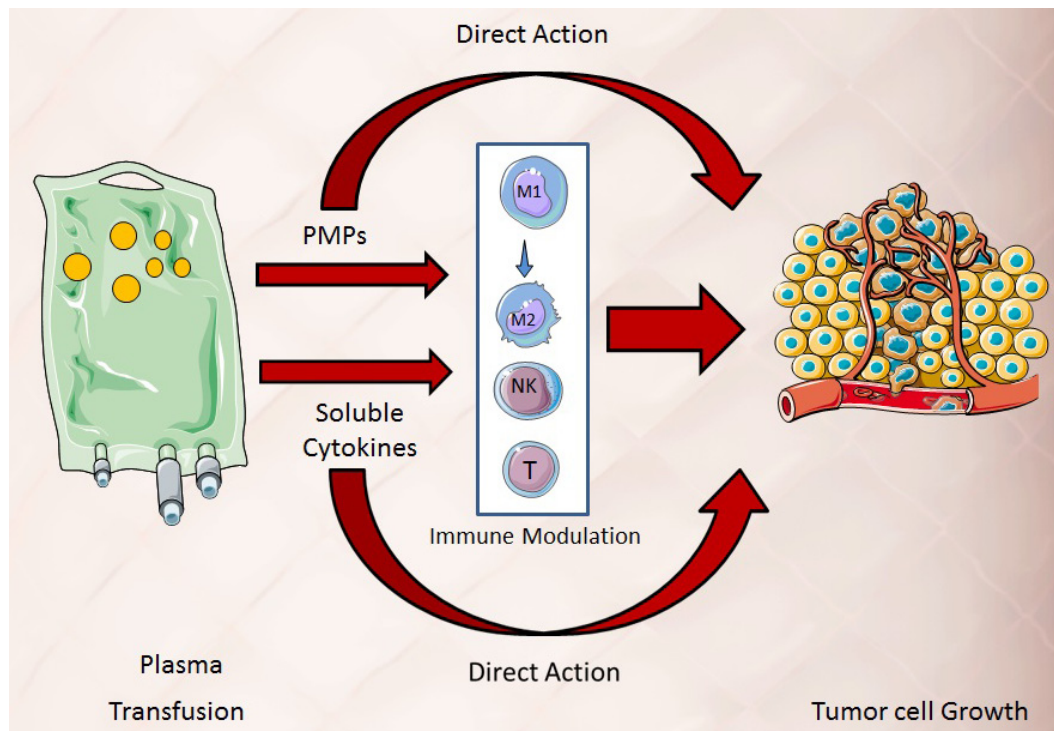 Direct Action
PMPs
M1
M2
NK
T
Soluble
Cytokines
Immune Modulation
Direct Action
Plasma
Transfusion
Tumor cell Growth